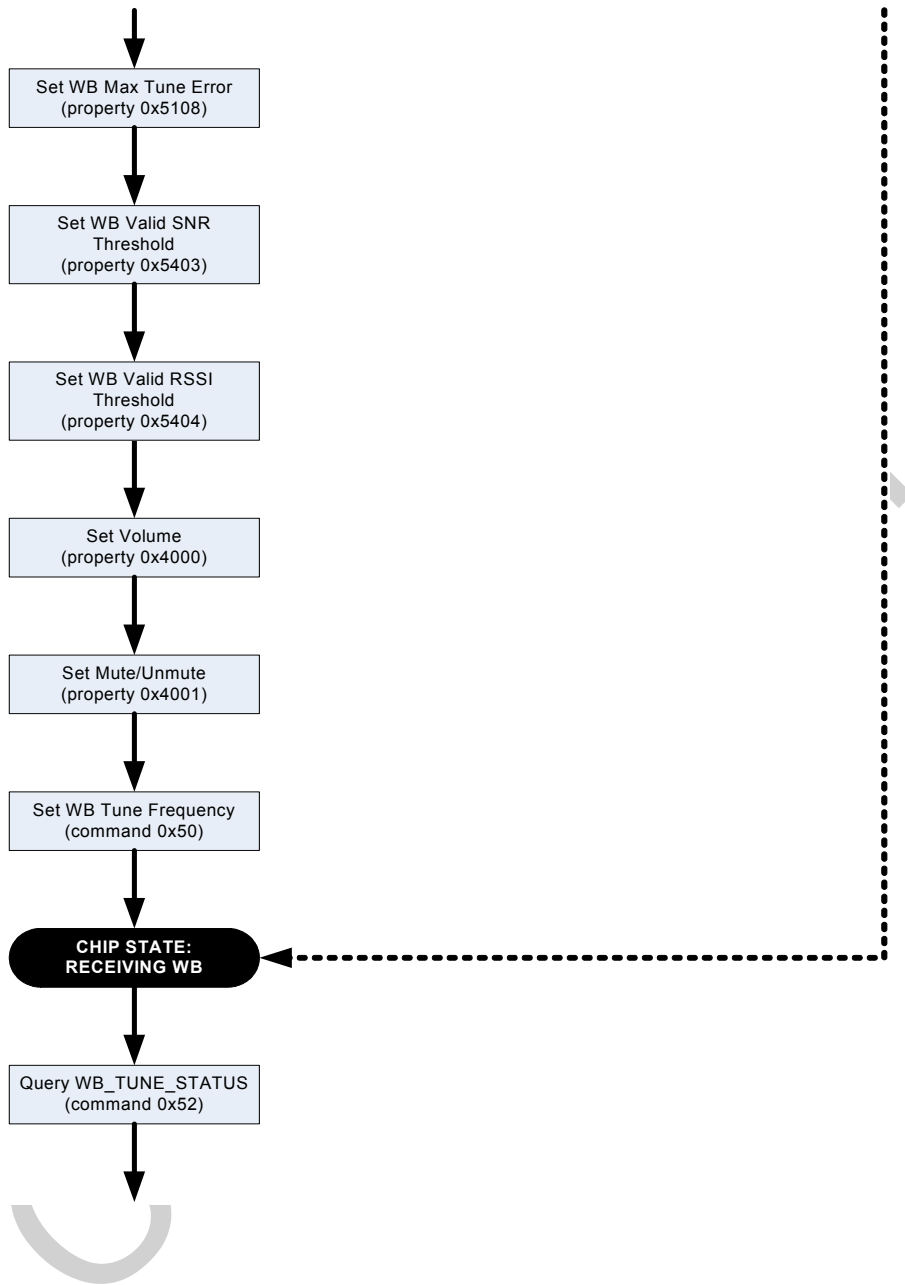 Set WB Max Tune Error
(property 0x5108)
Set WB Valid SNR
Threshold
(property 0x5403)
Set WB Valid RSSI
Threshold
(property 0x5404)
Set Volume
(property 0x4000)
Set Mute/Unmute
(property 0x4001)
Set WB Tune Frequency
(command 0x50)
CHIP STATE:
RECEIVING WB
Query WB_TUNE_STATUS
(command 0x52)